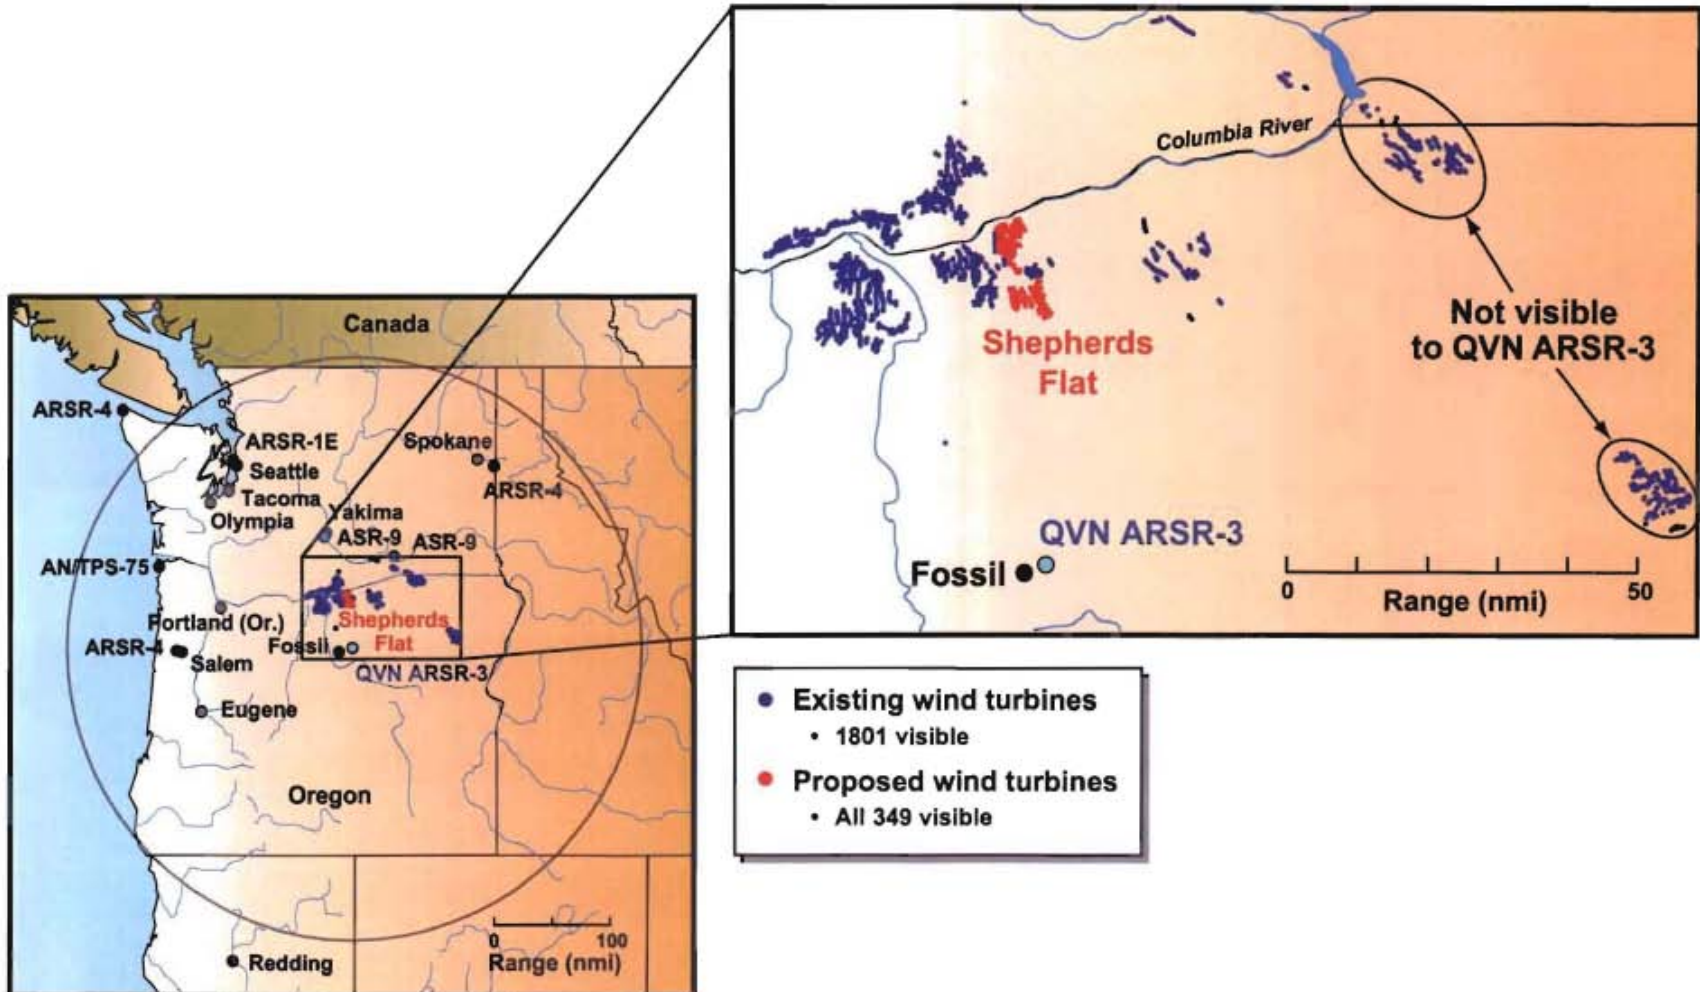 Canada
ARSR-4
ARSR-1E
Seattle
Tacoma
Olympia
Spokane
ARSR-4
Yakima
ASR-9
ASR-9
AN/TPS-75
Portland (Or.)
Shepherds
Flat
ARSR-4
Salem
Fossil
QVN ARSR-3
Eugene
Oregon
0 100
Range (nmi)
Redding
Columbia River
Shepherds
Flat
Not visible
to QVN ARSR-3
QVN ARSR-3
Fossil
0 50
Range (nmi)
Existing wind turbines
• 1801 visible
Proposed wind turbines
• All 349 visible